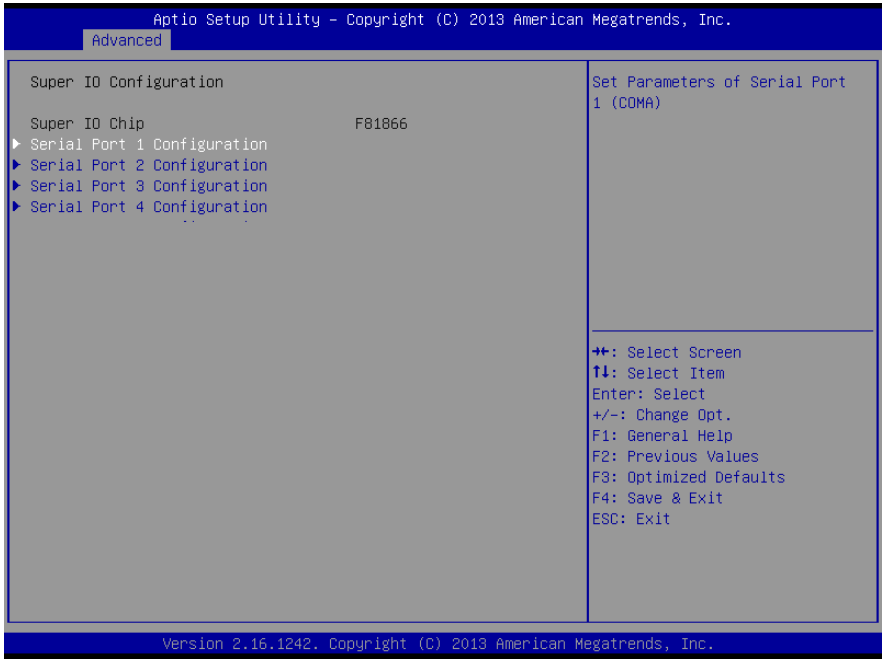 Aptio Setup Utility – Copyright (C) 2013 American Megatrends, Inc.
Advanced
Super IO Configuration
Super IO Chip F81866
Serial Port 1 Configuration
Serial Port 2 Configuration
Serial Port 3 Configuration
Serial Port 4 Configuration
Set Parameters of Serial Port
1 (COMA)
→←: Select Screen
↑↓: Select Item
Enter: Select
+/-: Change Opt.
F1: General Help
F2: Previous Values
F3: Optimized Defaults
F4: Save & Exit
ESC: Exit
Version 2.16.1242. Copyright (C) 2013 American Megatrends, Inc.